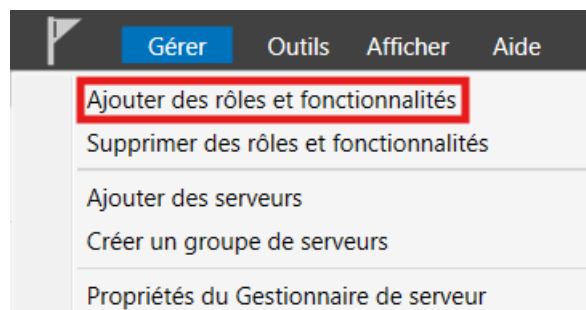 Gérer Outils Afficher Aide
Ajouter des rôles et fonctionnalités
Supprimer des rôles et fonctionnalités
Ajouter des serveurs
Créer un groupe de serveurs
Propriétés du Gestionnaire de serveur